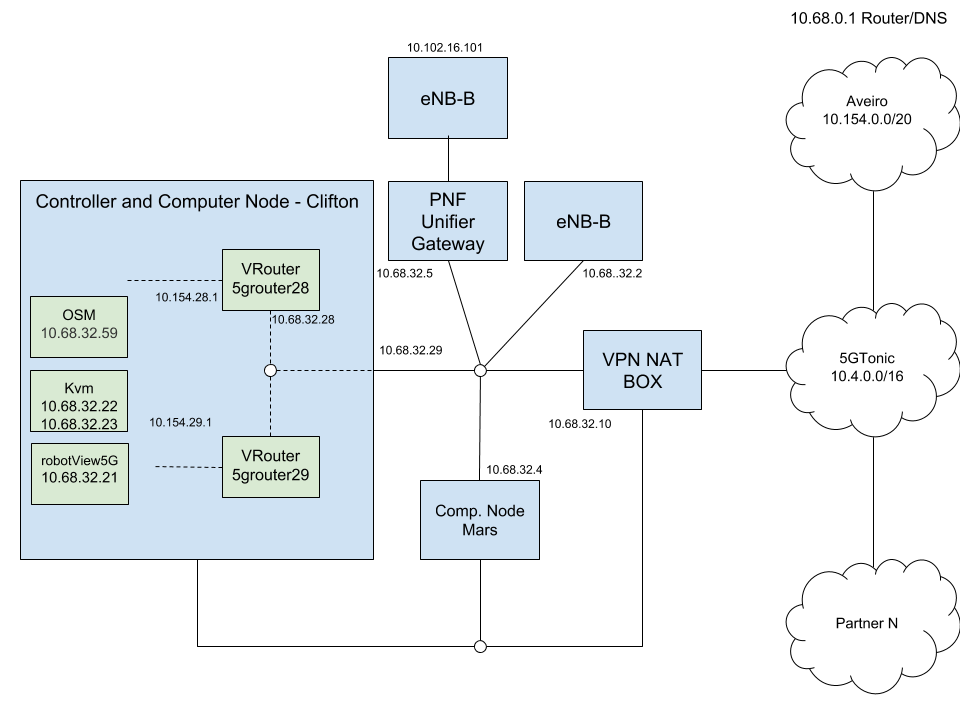 10.68.0.1 Router/DNS
10.102.16.101
eNB-B
Aveiro
10.154.0.0/20
Controller and Computer Node - Clifton
PNF
Unifier
Gateway
eNB-B
10.68.32.5
10.68..32.2
VRouter
5grouter28
10.154.28.1
10.68.32.28
OSM
10.68.32.59
10.68.32.29
VPN NAT
BOX
5GTonic
10.4.0.0/16
Kvm
10.68.32.22
10.68.32.23
10.154.29.1
10.68.32.10
robotView5G
10.68.32.21
VRouter
5grouter29
10.68.32.4
Comp. Node
Mars
Partner N